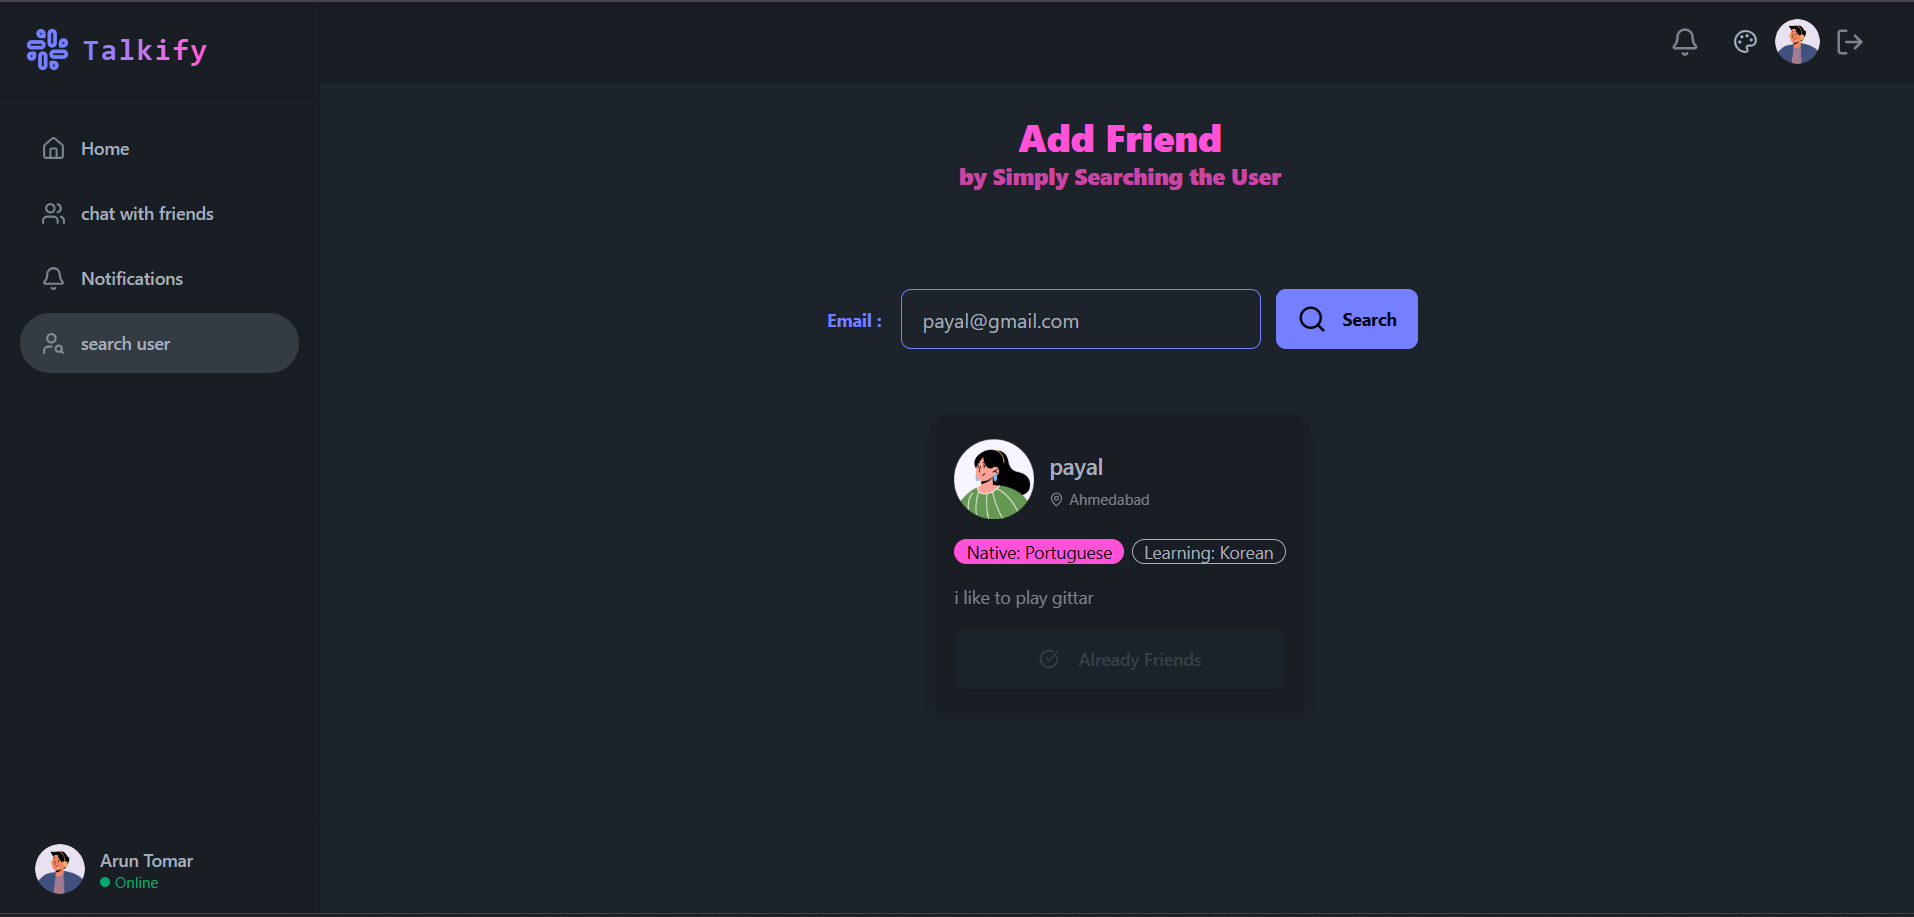 Talkify
Home
chat with friends
Notifications
search user
Arun Tomar
Online
Add Friend
by Simply Searching the User
Email :
payal@gmail.com
Search
payal
Ahmedabad
Native: Portuguese
Learning: Korean
i like to play gittar
Already Friends